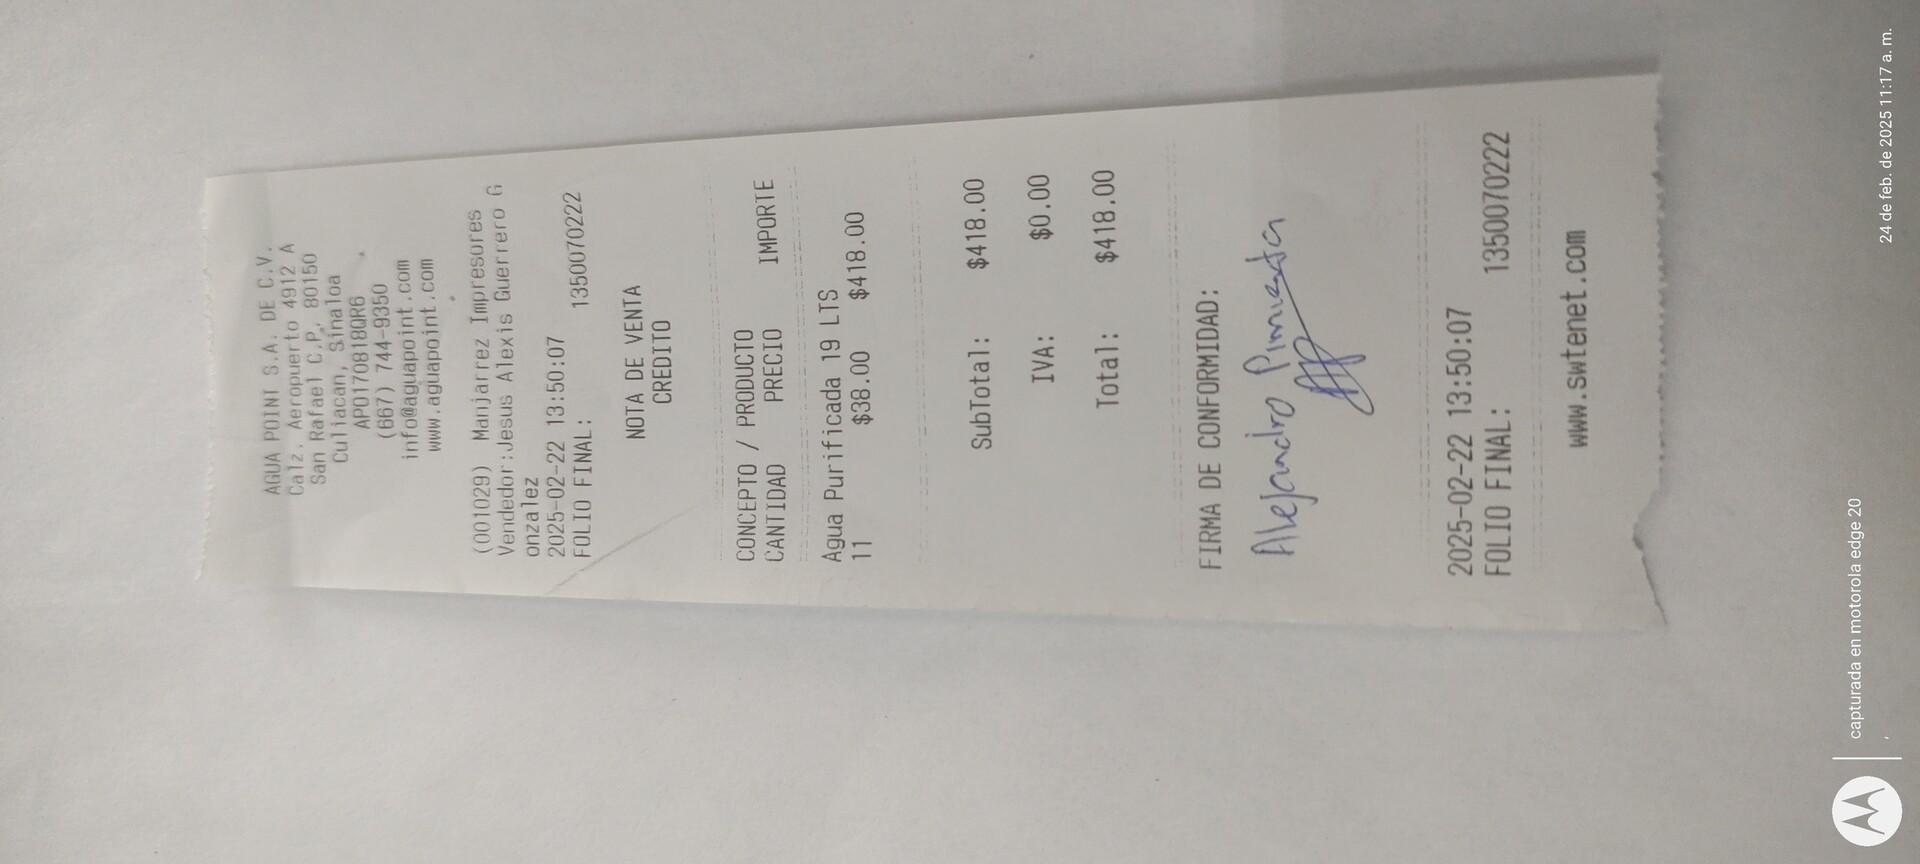 AGUA POINT S.A. DE C.V.
Calz. Aeropuerto 4912 A
San Rafael C.P. 80150
Culiacan, Sinaloa
APO170818QR6
(667) 744-9350
info@aguapoint.com
www.aguapoint.com
(001029) Manjarrez Impresores
Vendedor:Jesus Alexis Guerrero G
onzalez
2025-02-22 13:50:07
FOLIO FINAL: 1350070222
NOTA DE VENTA
CREDITO
CONCEPTO / PRODUCTO
CANTIDAD PRECIO IMPORTE
Agua Purificada 19 LTS
11 $38.00 $418.00
SubTotal: $418.00
IVA: $0.00
Total: $418.00
FIRMA DE CONFORMIDAD:
Alejandro Pimienta
2025-02-22 13:50:07
FOLIO FINAL: 1350070222
www.swtenet.com
capturada en motorola edge 20
24 de feb. de 2025 11:17 a. m.